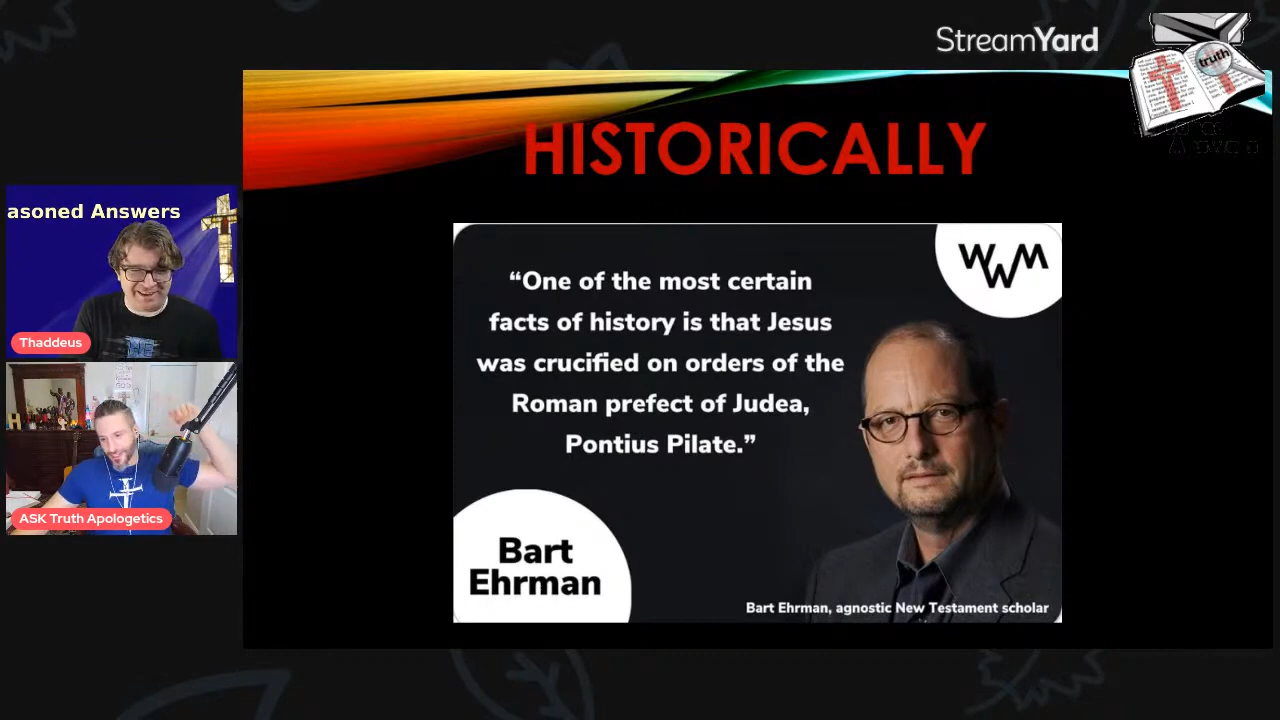 StreamYard
truth
HISTORICALLY
asoned Answers
Thaddeus
ASK Truth Apologetics
WWM
“One of the most certain
facts of history is that Jesus
was crucified on orders of the
Roman prefect of Judea,
Pontius Pilate.”
Bart
Ehrman
Bart Ehrman, agnostic New Testament scholar